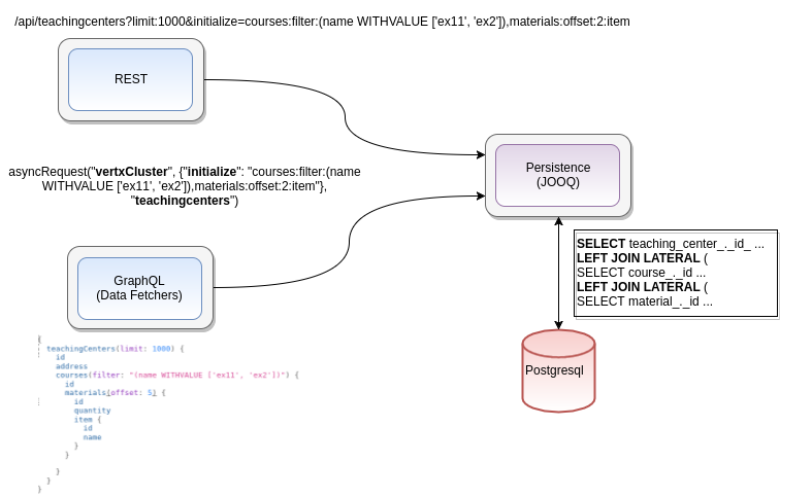 /api/teachingcenters?limit:1000&initialize=courses:filter:(name WITHVALUE ['ex11', 'ex2']),materials:offset:2:item
REST
asyncRequest("vertxCluster", {"initialize": "courses:filter:(name
WITHVALUE ['ex11', 'ex2']),materials:offset:2:item"},
"teachingcenters")
Persistence
(JOOQ)
GraphQL
(Data Fetchers)
SELECT teaching_center_._id_ ...
LEFT JOIN LATERAL (
SELECT course_._id ...
LEFT JOIN LATERAL (
SELECT material_._id ...
Postgresql
{
teachingCenters(limit: 1000) {
id
address
courses(filter: "(name WITHVALUE ['ex11', 'ex2'])") {
id
materials(offset: 5) {
id
quantity
item {
id
name
}
}
}
}
}